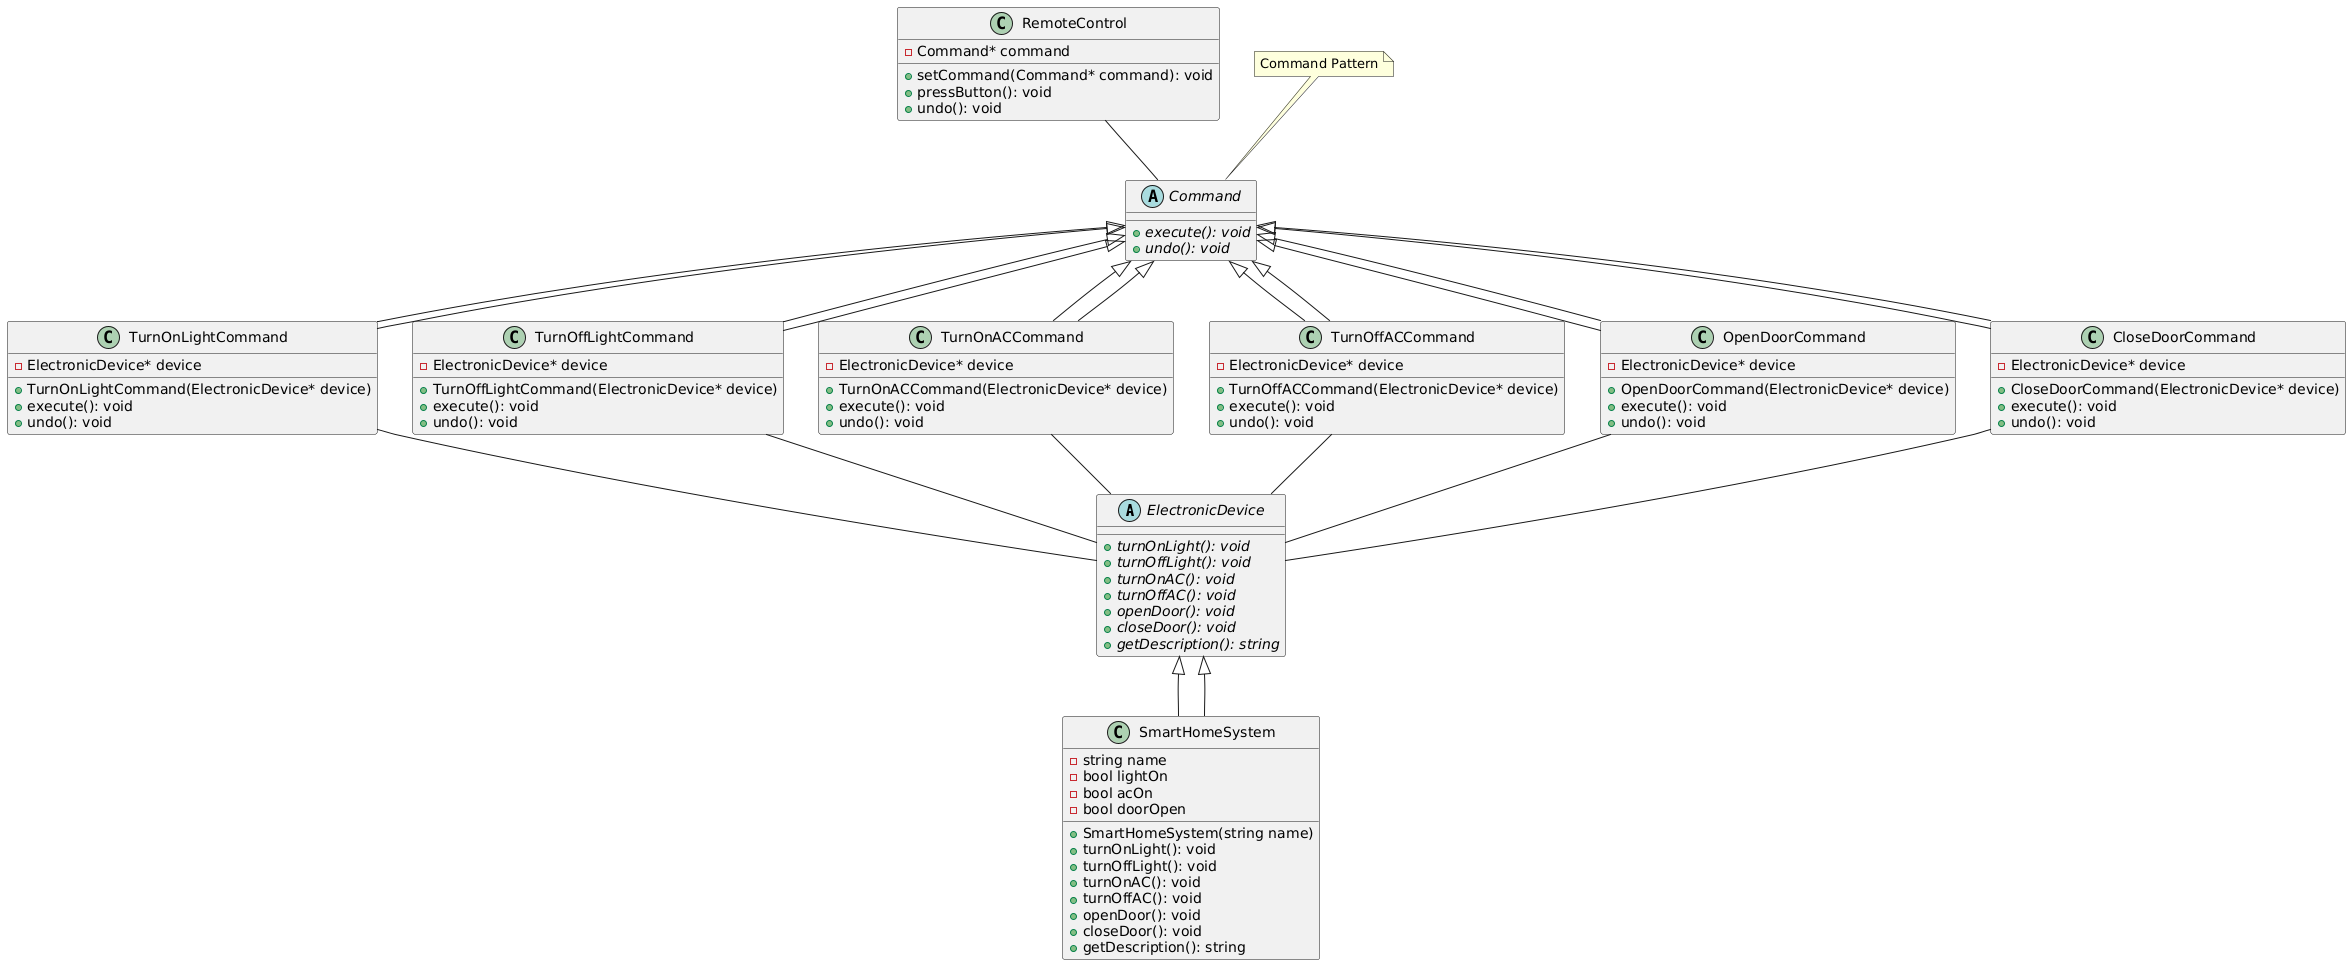 RemoteControl
Command* command
setCommand(Command* command): void
pressButton(): void
undo(): void
Command Pattern
Command
execute(): void
undo(): void
TurnOnLightCommand
ElectronicDevice* device
TurnOnLightCommand(ElectronicDevice* device)
execute(): void
undo(): void
TurnOffLightCommand
ElectronicDevice* device
TurnOffLightCommand(ElectronicDevice* device)
execute(): void
undo(): void
TurnOnACCommand
ElectronicDevice* device
TurnOnACCommand(ElectronicDevice* device)
execute(): void
undo(): void
TurnOffACCommand
ElectronicDevice* device
TurnOffACCommand(ElectronicDevice* device)
execute(): void
undo(): void
OpenDoorCommand
ElectronicDevice* device
OpenDoorCommand(ElectronicDevice* device)
execute(): void
undo(): void
CloseDoorCommand
ElectronicDevice* device
CloseDoorCommand(ElectronicDevice* device)
execute(): void
undo(): void
ElectronicDevice
turnOnLight(): void
turnOffLight(): void
turnOnAC(): void
turnOffAC(): void
openDoor(): void
closeDoor(): void
getDescription(): string
SmartHomeSystem
string name
bool lightOn
bool acOn
bool doorOpen
SmartHomeSystem(string name)
turnOnLight(): void
turnOffLight(): void
turnOnAC(): void
turnOffAC(): void
openDoor(): void
closeDoor(): void
getDescription(): string